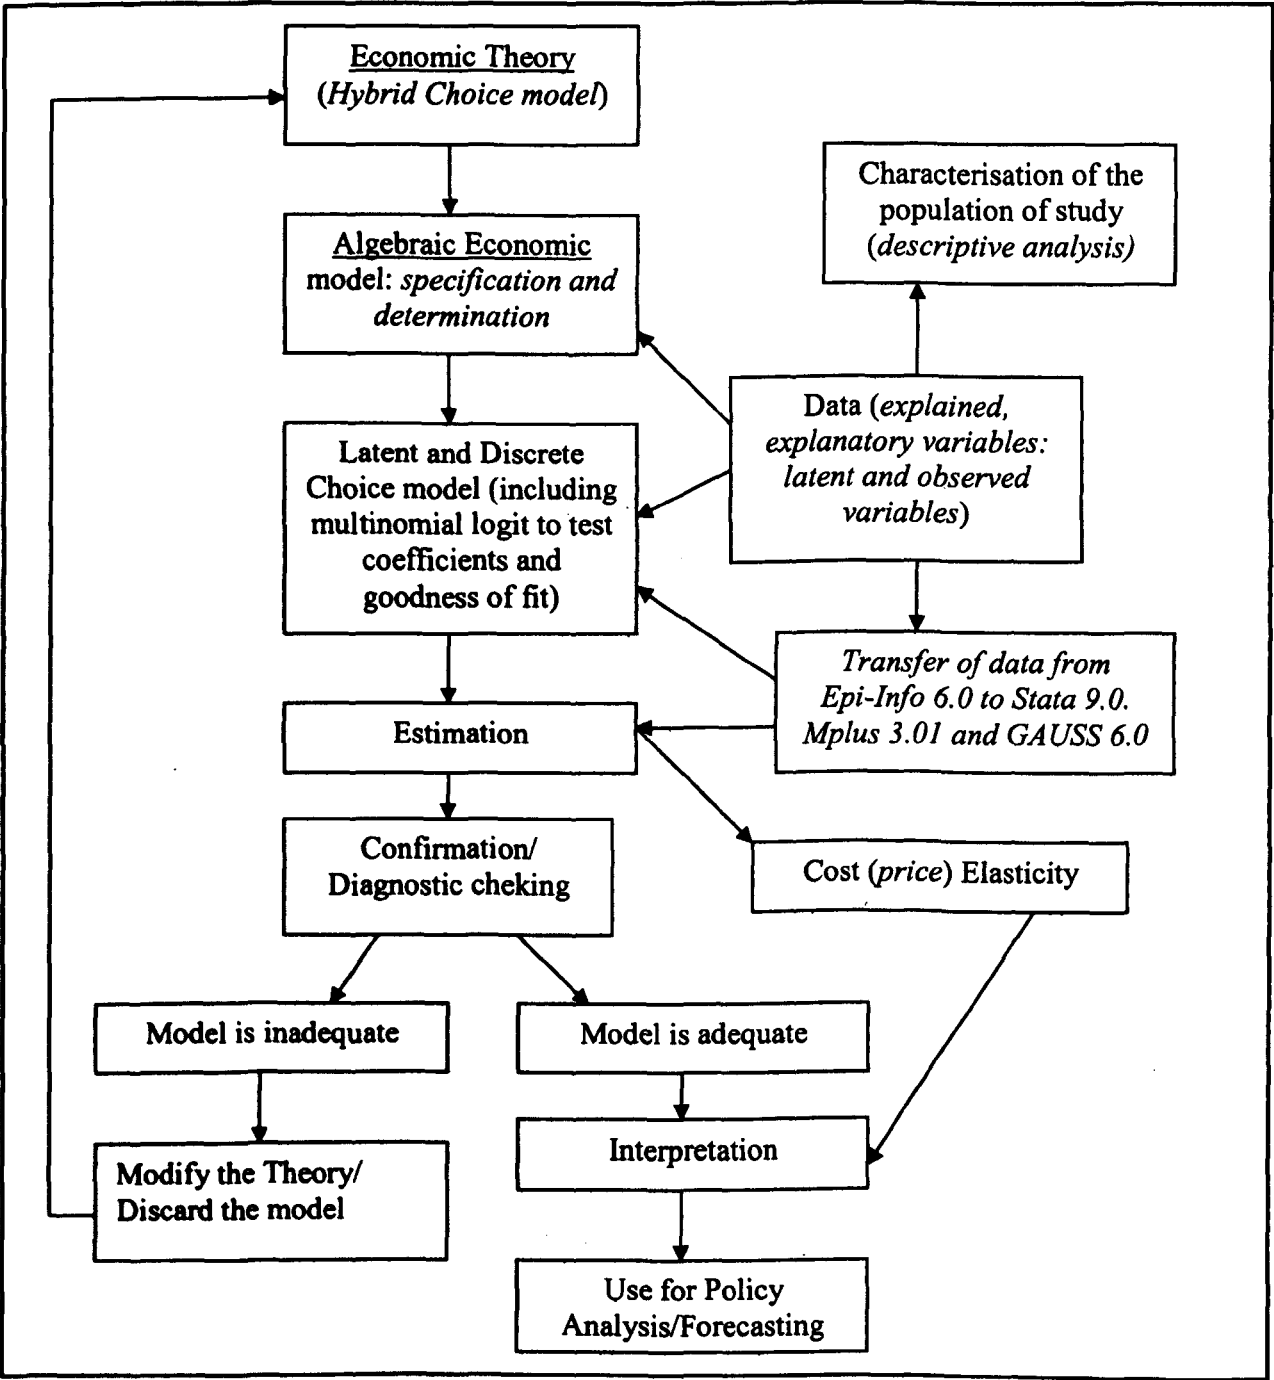 Economic Theory
(Hybrid Choice model)
Characterisation of the
population of study
(descriptive analysis)
Algebraic Economic
model: specification and
determination
Data (explained,
explanatory variables:
latent and observed
variables)
Latent and Discrete
Choice model (including
multinomial logit to test
coefficients and
goodness of fit)
Transfer of data from
Epi-Info 6.0 to Stata 9.0.
Mplus 3.01 and GAUSS 6.0
Estimation
Confirmation/
Diagnostic cheking
Cost (price) Elasticity
Model is inadequate
Model is adequate
Modify the Theory/
Discard the model
Interpretation
Use for Policy
Analysis/Forecasting